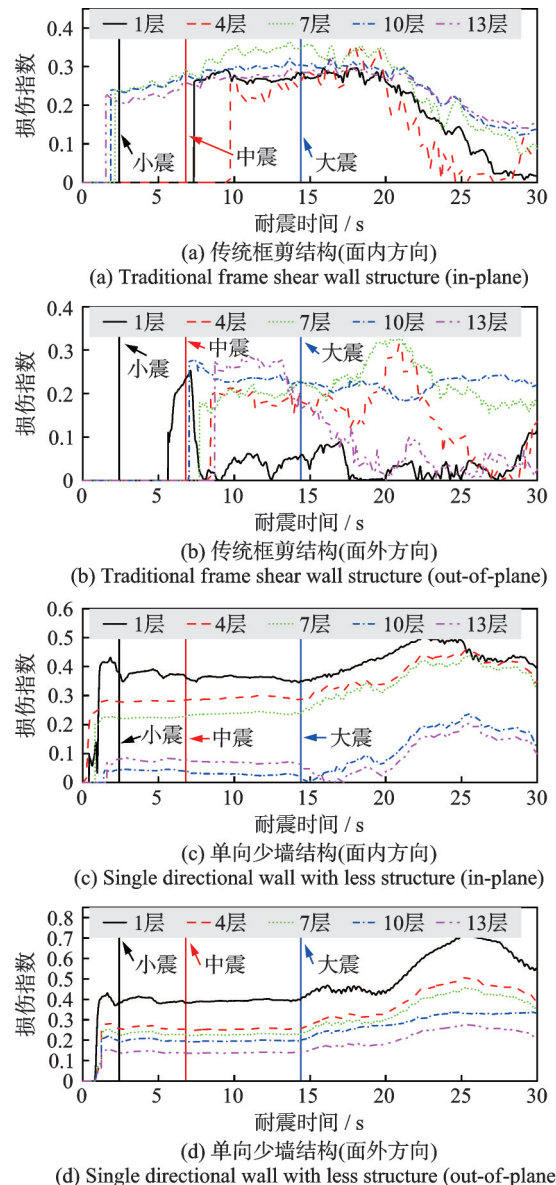 1层 4层 7层 10层 13层
0.4
0.3
0.2
0.1
0
损伤指数
小震 中震 大震
0 5 10 15 20 25 30
耐震时间 / s
(a) 传统框剪结构(面内方向)
(a) Traditional frame shear wall structure (in-plane)
1层 4层 7层 10层 13层
0.4
0.3
0.2
0.1
0
损伤指数
小震 中震 大震
0 5 10 15 20 25 30
耐震时间 / s
(b) 传统框剪结构(面外方向)
(b) Traditional frame shear wall structure (out-of-plane)
1层 4层 7层 10层 13层
0.6
0.5
0.4
0.3
0.2
0.1
0
损伤指数
小震 中震 大震
0 5 10 15 20 25 30
耐震时间 / s
(c) 单向少墙结构(面内方向)
(c) Single directional wall with less structure (in-plane)
1层 4层 7层 10层 13层
0.8
0.7
0.6
0.5
0.4
0.3
0.2
0.1
0
损伤指数
小震 中震 大震
0 5 10 15 20 25 30
耐震时间 / s
(d) 单向少墙结构(面外方向)
(d) Single directional wall with less structure (out-of-plane